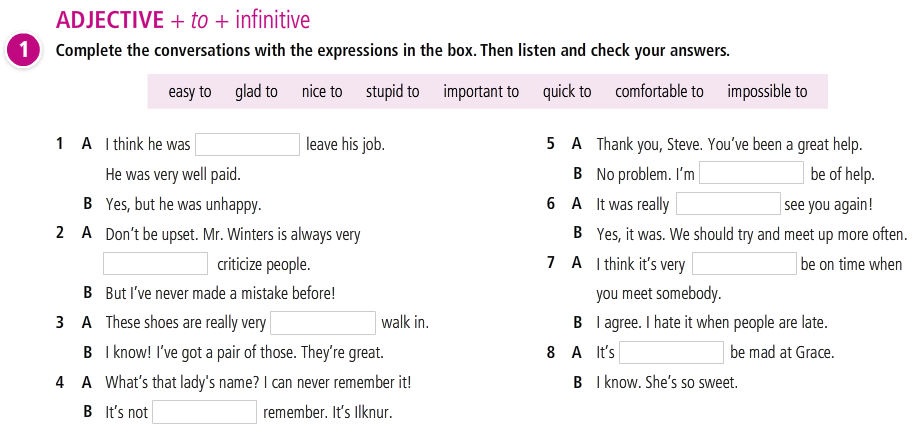 ADJECTIVE + to + infinitive
1 Complete the conversations with the expressions in the box. Then listen and check your answers.
easy to glad to nice to stupid to important to quick to comfortable to impossible to
1 A I think he was leave his job.
He was very well paid.
B Yes, but he was unhappy.
2 A Don't be upset. Mr. Winters is always very
criticize people.
B But I've never made a mistake before!
3 A These shoes are really very walk in.
B I know! I've got a pair of those. They're great.
4 A What's that lady's name? I can never remember it!
B It's not remember. It's Ilknur.
5 A Thank you, Steve. You've been a great help.
B No problem. I'm be of help.
6 A It was really see you again!
B Yes, it was. We should try and meet up more often.
7 A I think it's very be on time when
you meet somebody.
B I agree. I hate it when people are late.
8 A It's be mad at Grace.
B I know. She's so sweet.